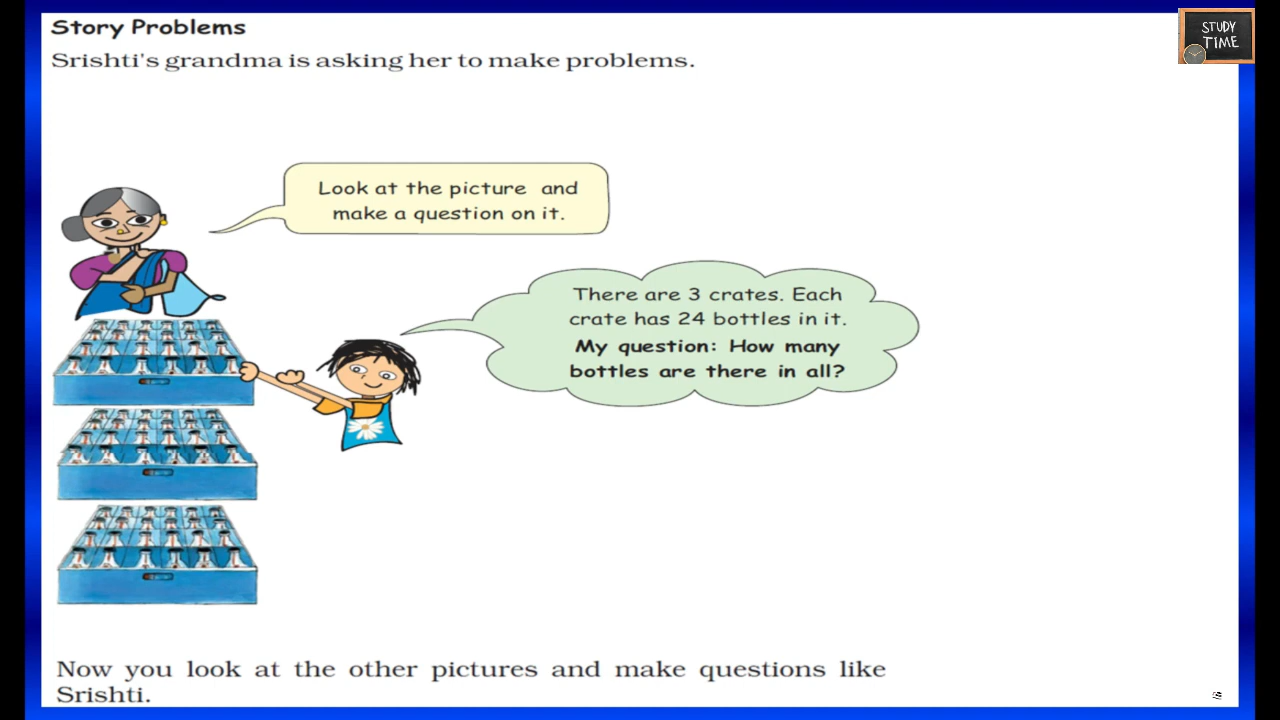 Story Problems
STUDY
TIME
Srishti's grandma is asking her to make problems.
Look at the picture and
make a question on it.
There are 3 crates. Each
crate has 24 bottles in it.
My question: How many
bottles are there in all?
Now you look at the other pictures and make questions like
Srishti.